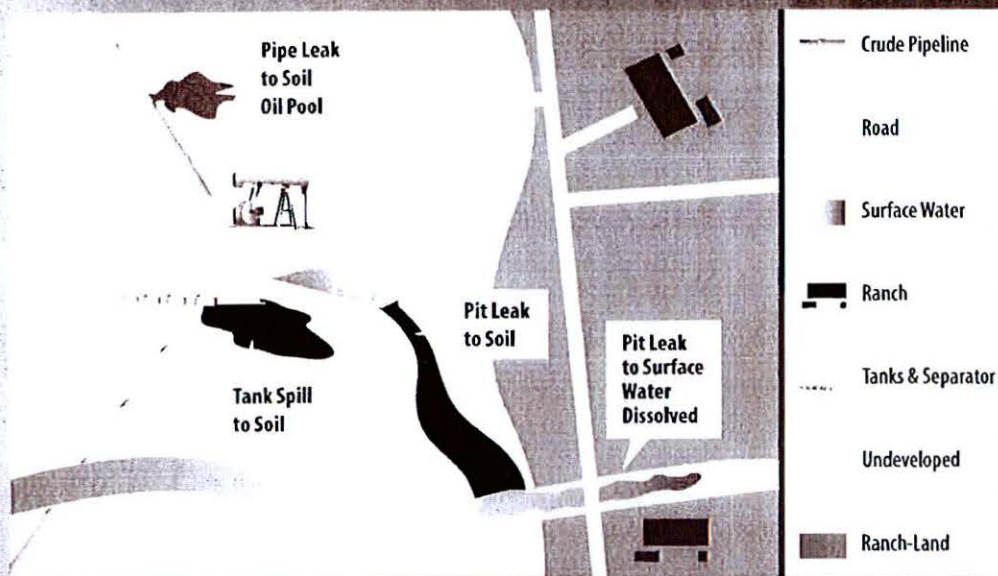 Pipe Leak
to Soil
Oil Pool
Pit Leak
to Soil
Tank Spill
to Soil
Pit Leak
to Surface
Water
Dissolved
Crude Pipeline
Road
Surface Water
Ranch
Tanks & Separator
Undeveloped
Ranch-Land